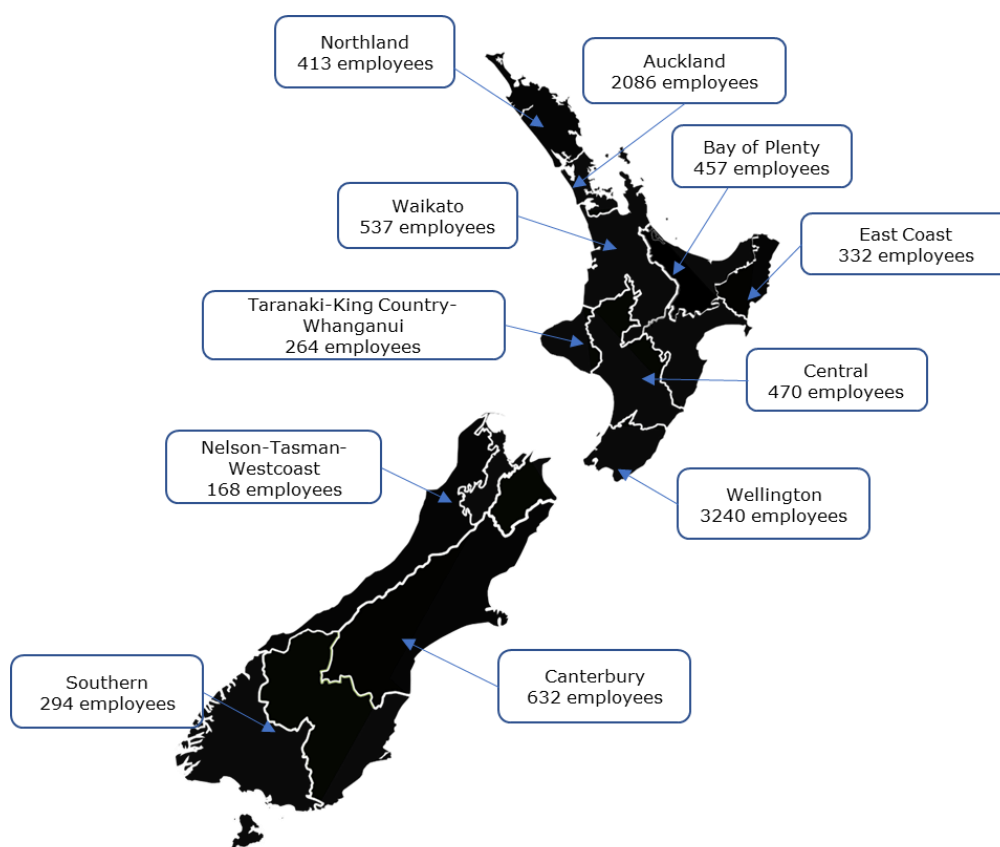 Northland
413 employees
Auckland
2086 employees
Bay of Plenty
457 employees
Waikato
537 employees
East Coast
332 employees
Taranaki-King Country-
Whanganui
264 employees
Central
470 employees
Nelson-Tasman-
Westcoast
168 employees
Wellington
3240 employees
Southern
294 employees
Canterbury
632 employees